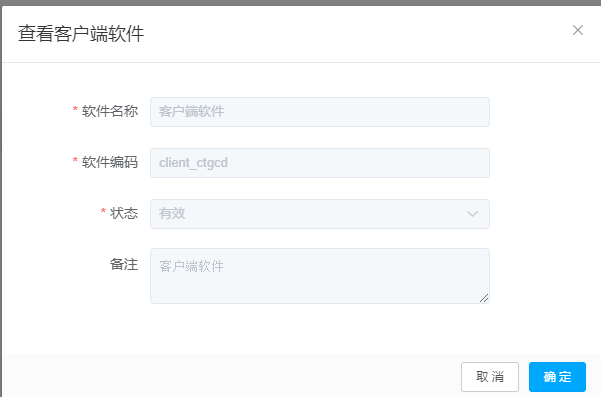 查看客户端软件
* 软件名称 客户端软件
* 软件编码 client_ctgcd
* 状态 有效
备注 客户端软件
取消 确定